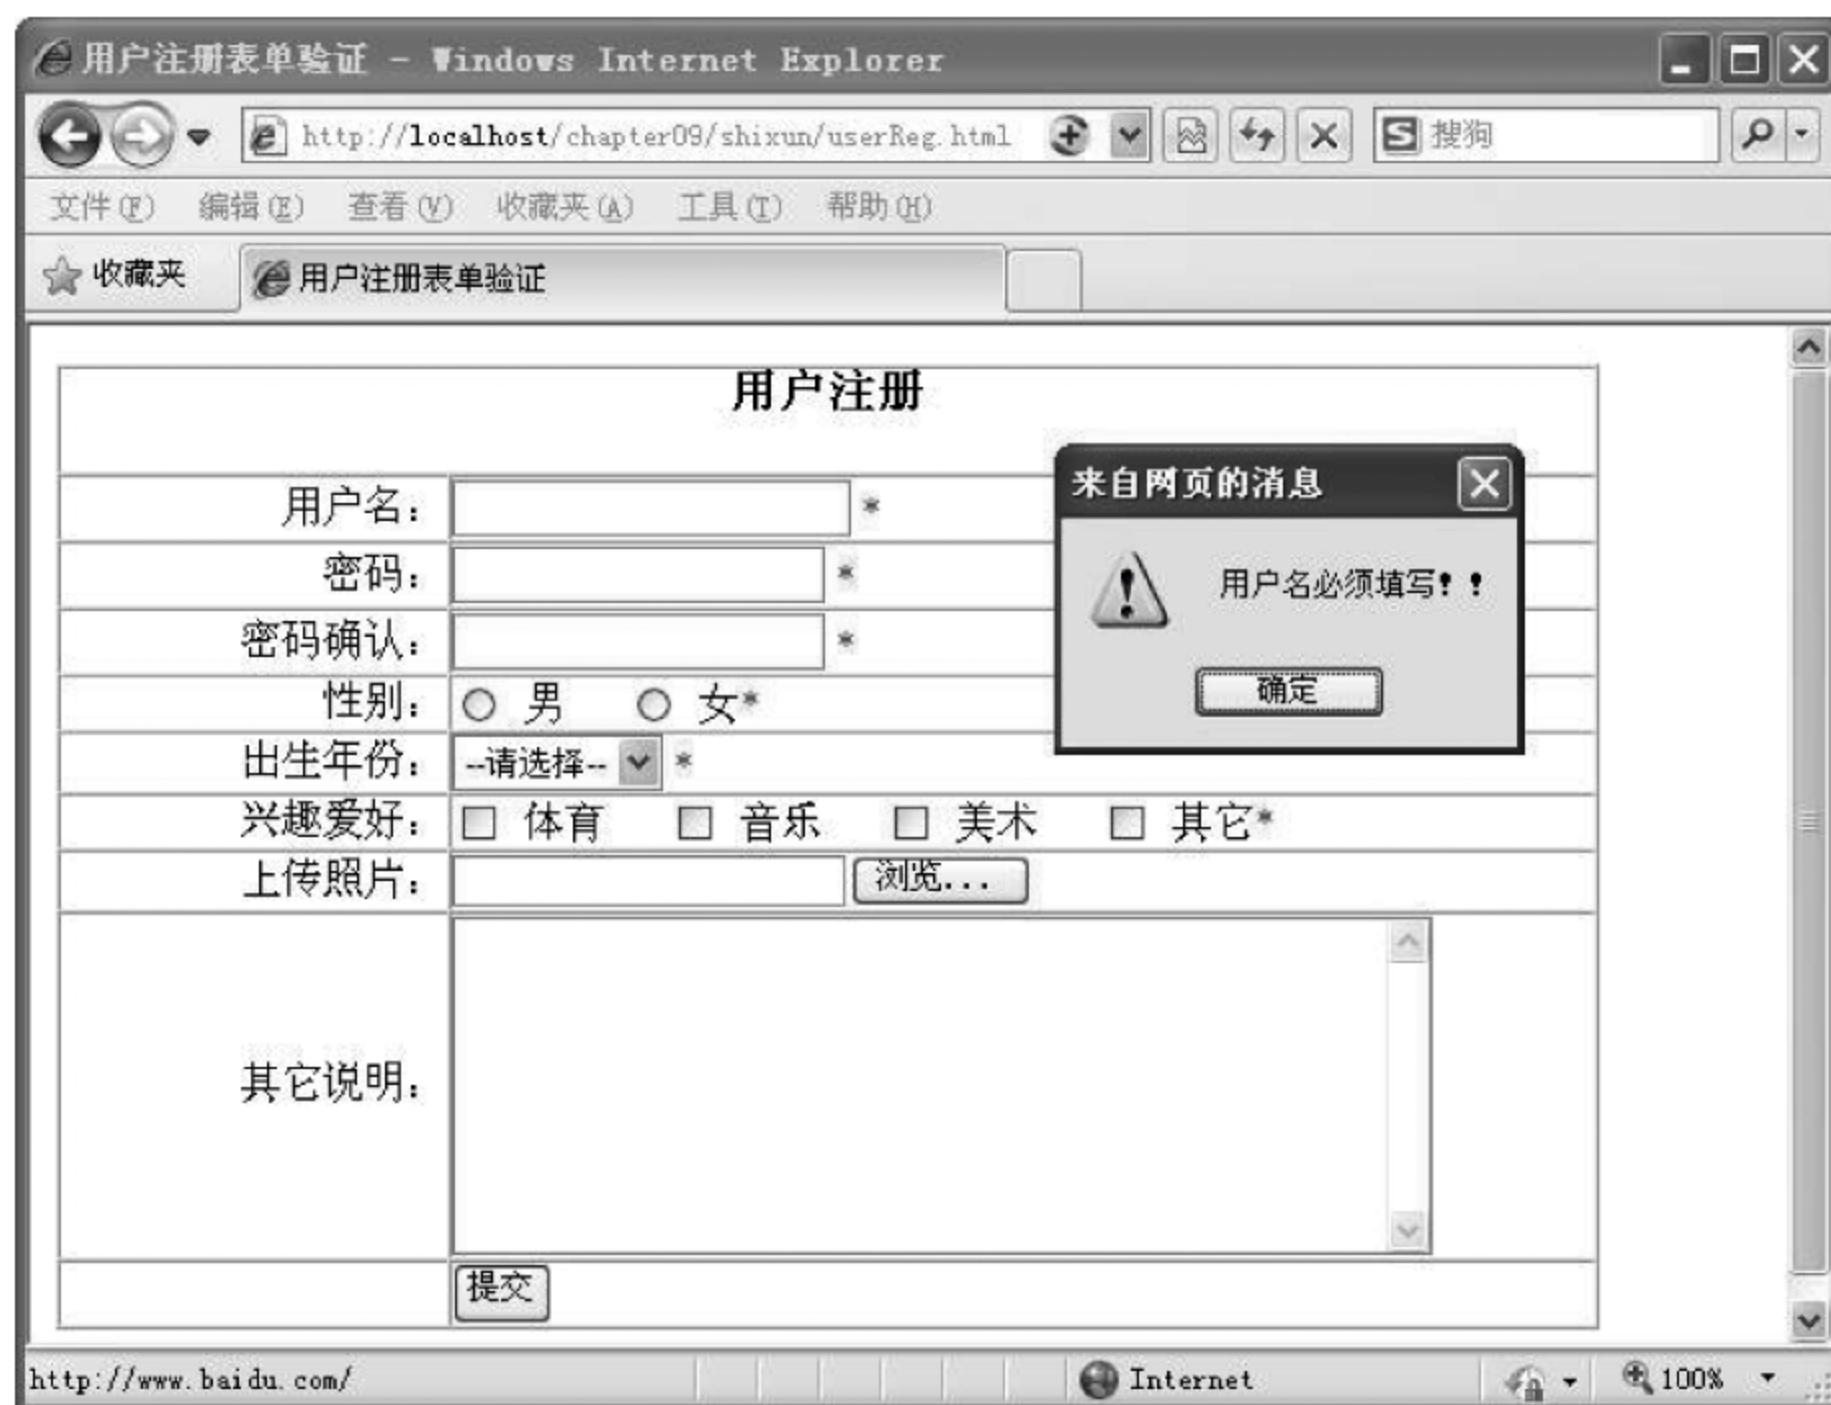 用户注册表单验证 - Windows Internet Explorer
http://localhost/chapter09/shixun/userReg.html
搜狗
文件(F) 编辑(E) 查看(V) 收藏夹(A) 工具(T) 帮助(H)
收藏夹 用户注册表单验证
用户注册
来自网页的消息
用户名必须填写！！
确定
用户名： *
密码： *
密码确认： *
性别： 男 女*
出生年份： --请选择-- *
兴趣爱好： 体育 音乐 美术 其它*
上传照片： 浏览...
其它说明：
提交
http://www.baidu.com/ Internet 100%